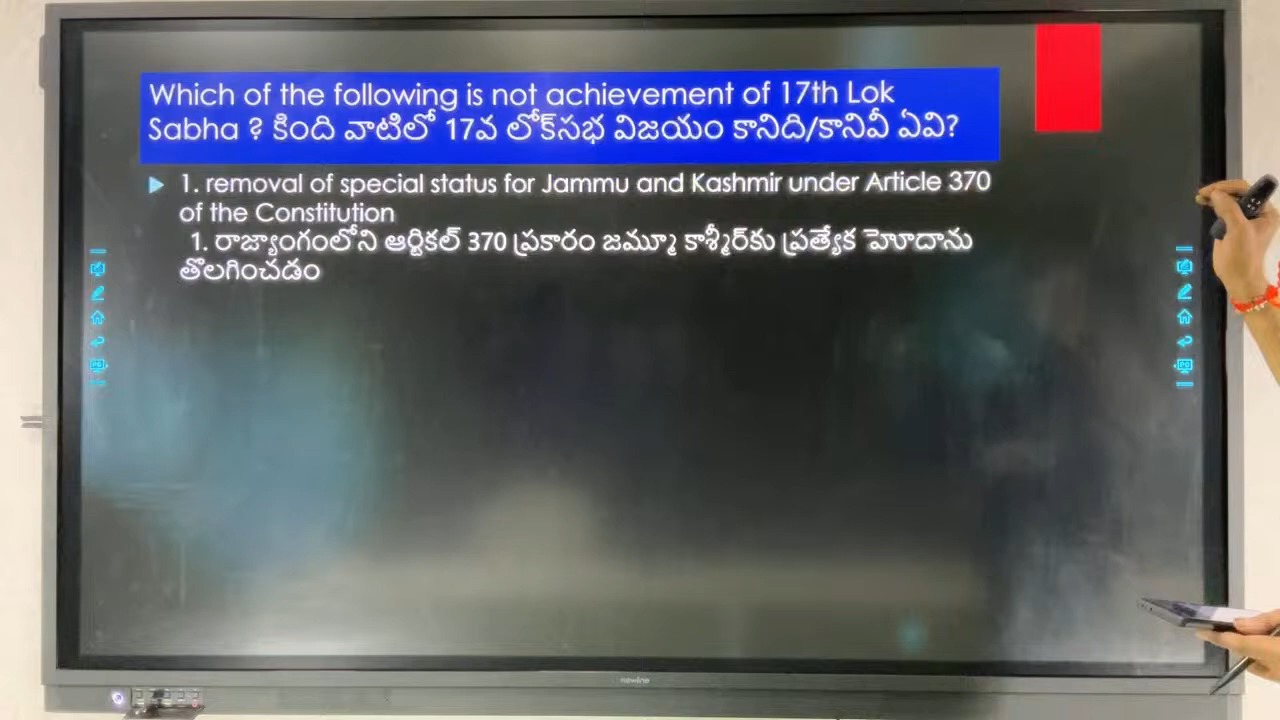 Which of the following is not achievement of 17th Lok
Sabha ? కింది వాటిలో 17వ లోక్‌సభ విజయం కానిది/కానివీ ఏవి?
1. removal of special status for Jammu and Kashmir under Article 370
of the Constitution
1. రాజ్యాంగంలోని ఆర్టికల్ 370 ప్రకారం జమ్మూ కాశ్మీర్‌కు ప్రత్యేక హెూదాను
తొలగించడం
newline